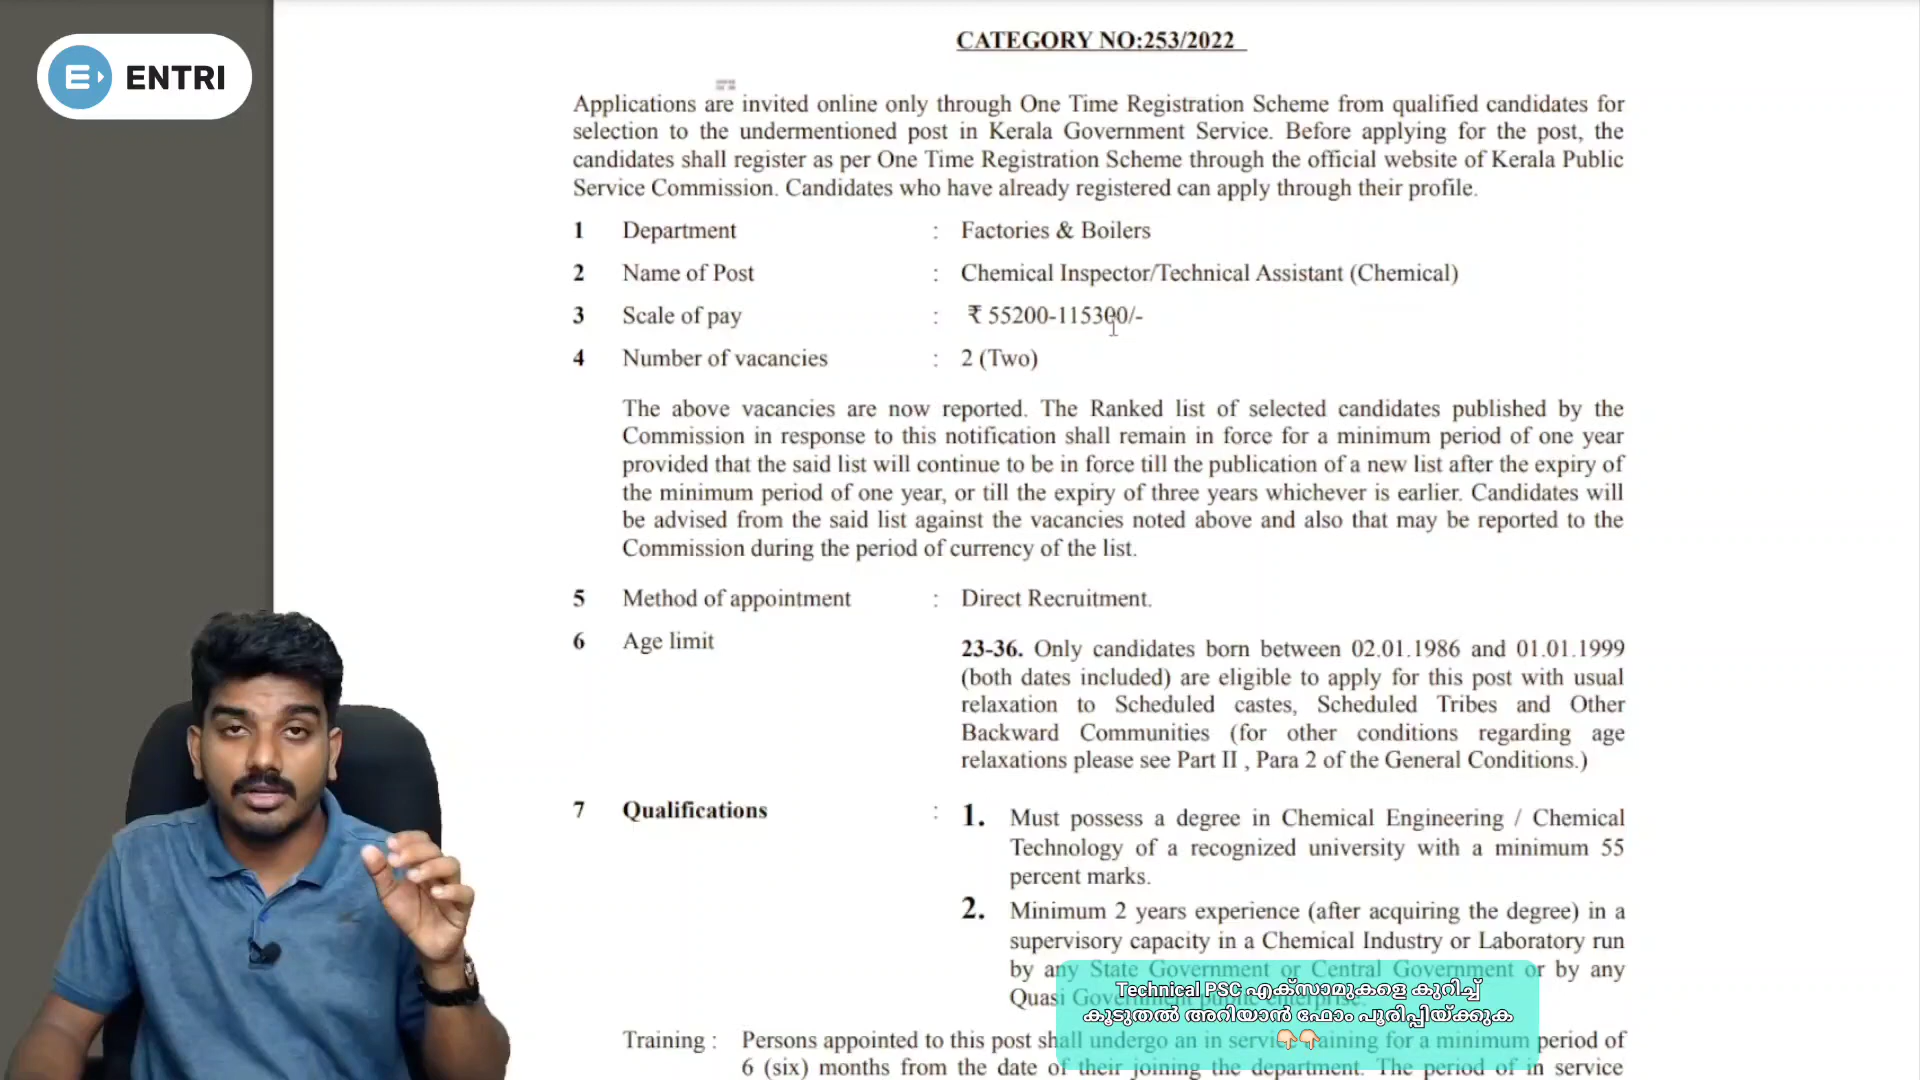 ENTRI
CATEGORY NO:253/2022
Applications are invited online only through One Time Registration Scheme from qualified candidates for
selection to the undermentioned post in Kerala Government Service. Before applying for the post, the
candidates shall register as per One Time Registration Scheme through the official website of Kerala Public
Service Commission. Candidates who have already registered can apply through their profile.
1 Department : Factories & Boilers
2 Name of Post : Chemical Inspector/Technical Assistant (Chemical)
3 Scale of pay : ₹ 55200-115300/-
4 Number of vacancies : 2 (Two)
The above vacancies are now reported. The Ranked list of selected candidates published by the
Commission in response to this notification shall remain in force for a minimum period of one year
provided that the said list will continue to be in force till the publication of a new list after the expiry of
the minimum period of one year, or till the expiry of three years whichever is earlier. Candidates will
be advised from the said list against the vacancies noted above and also that may be reported to the
Commission during the period of currency of the list.
5 Method of appointment : Direct Recruitment.
6 Age limit
23-36. Only candidates born between 02.01.1986 and 01.01.1999
(both dates included) are eligible to apply for this post with usual
relaxation to Scheduled castes, Scheduled Tribes and Other
Backward Communities (for other conditions regarding age
relaxations please see Part II , Para 2 of the General Conditions.)
7 Qualifications :
1. Must possess a degree in Chemical Engineering / Chemical
Technology of a recognized university with a minimum 55
percent marks.
2. Minimum 2 years experience (after acquiring the degree) in a
supervisory capacity in a Chemical Industry or Laboratory run
by any State Government or Central Government or by any
Quasi Government public enterprise.
Technical PSC എക്സാമുകളെ കുറിച്ച്
കൂടുതൽ അറിയാൻ ഫോം പൂരിപ്പിയ്ക്കുക
👇👇
Training : Persons appointed to this post shall undergo an in service training for a minimum period of
6 (six) months from the date of their joining the department. The period of in service